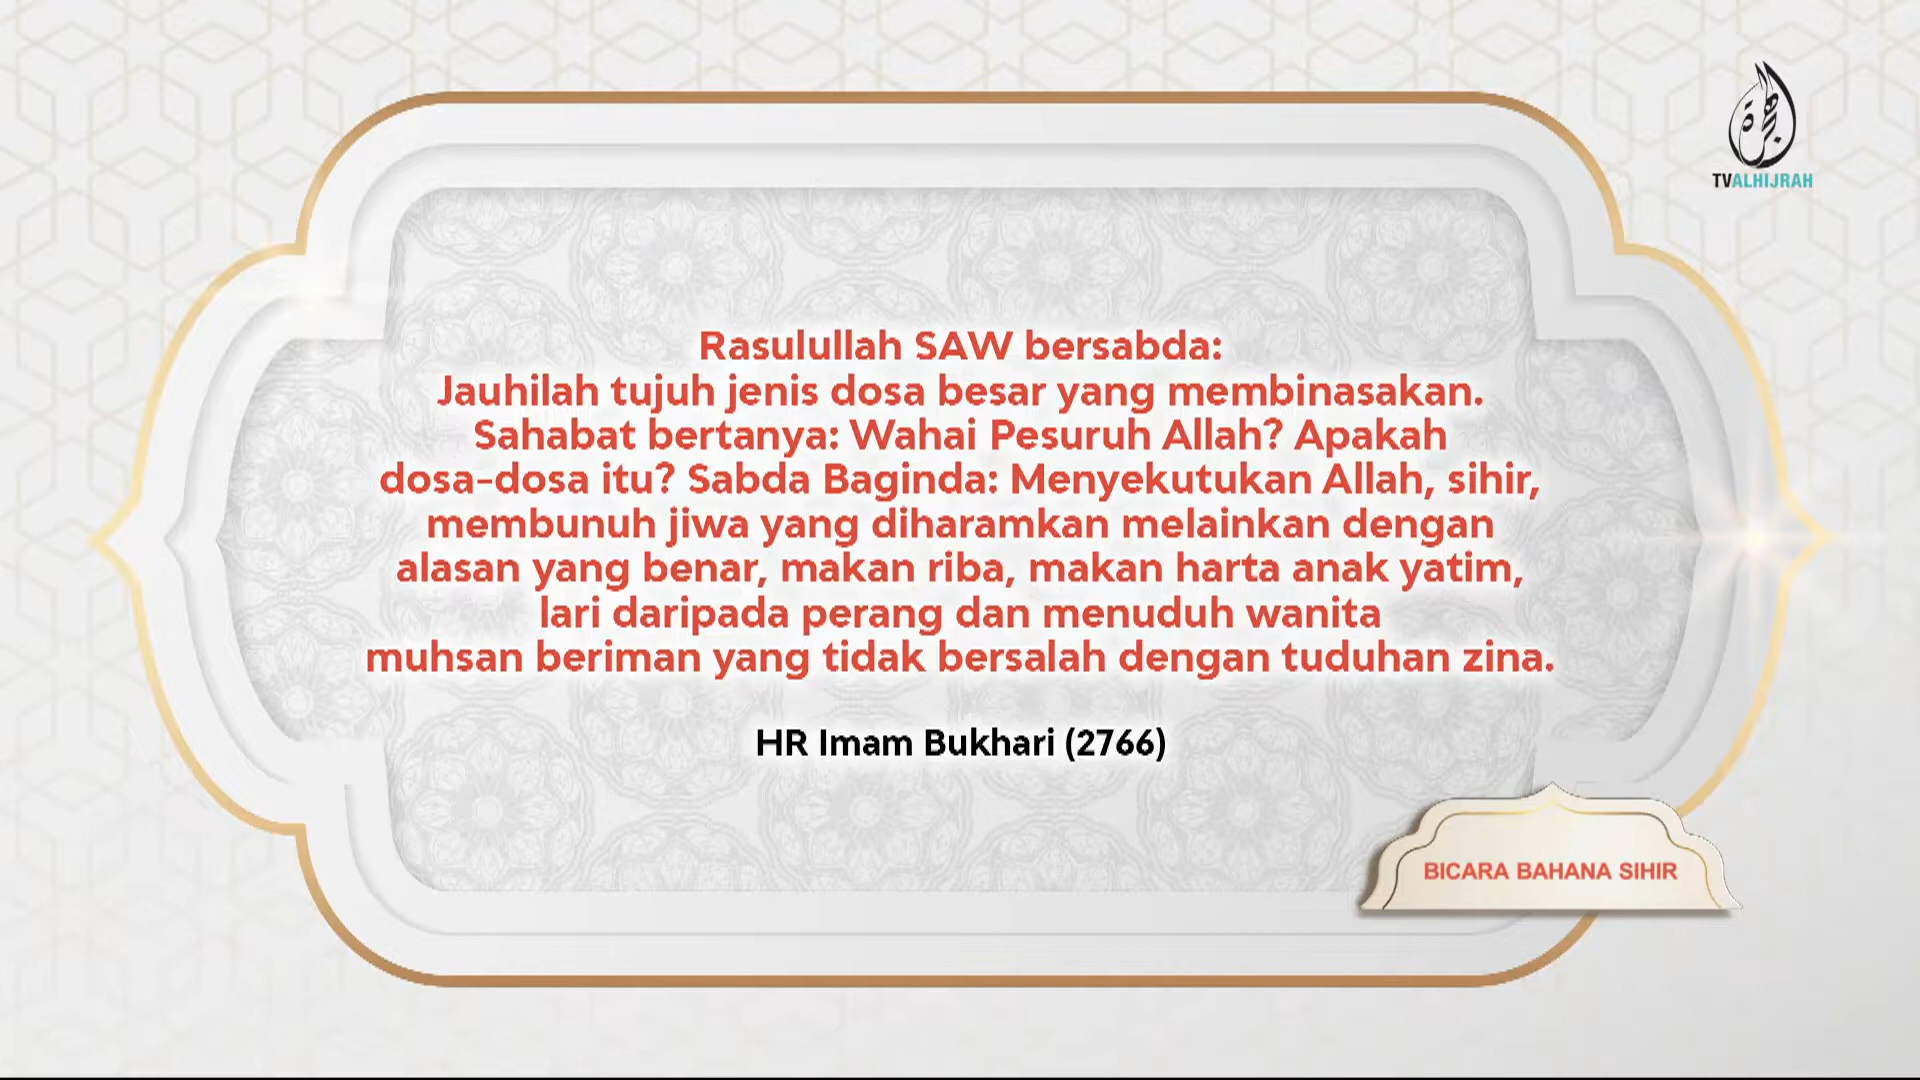 هجرة
TVALHIJRAH
Rasulullah SAW bersabda:
Jauhilah tujuh jenis dosa besar yang membinasakan.
Sahabat bertanya: Wahai Pesuruh Allah? Apakah
dosa-dosa itu? Sabda Baginda: Menyekutukan Allah, sihir,
membunuh jiwa yang diharamkan melainkan dengan
alasan yang benar, makan riba, makan harta anak yatim,
lari daripada perang dan menuduh wanita
muhsan beriman yang tidak bersalah dengan tuduhan zina.
HR Imam Bukhari (2766)
BICARA BAHANA SIHIR